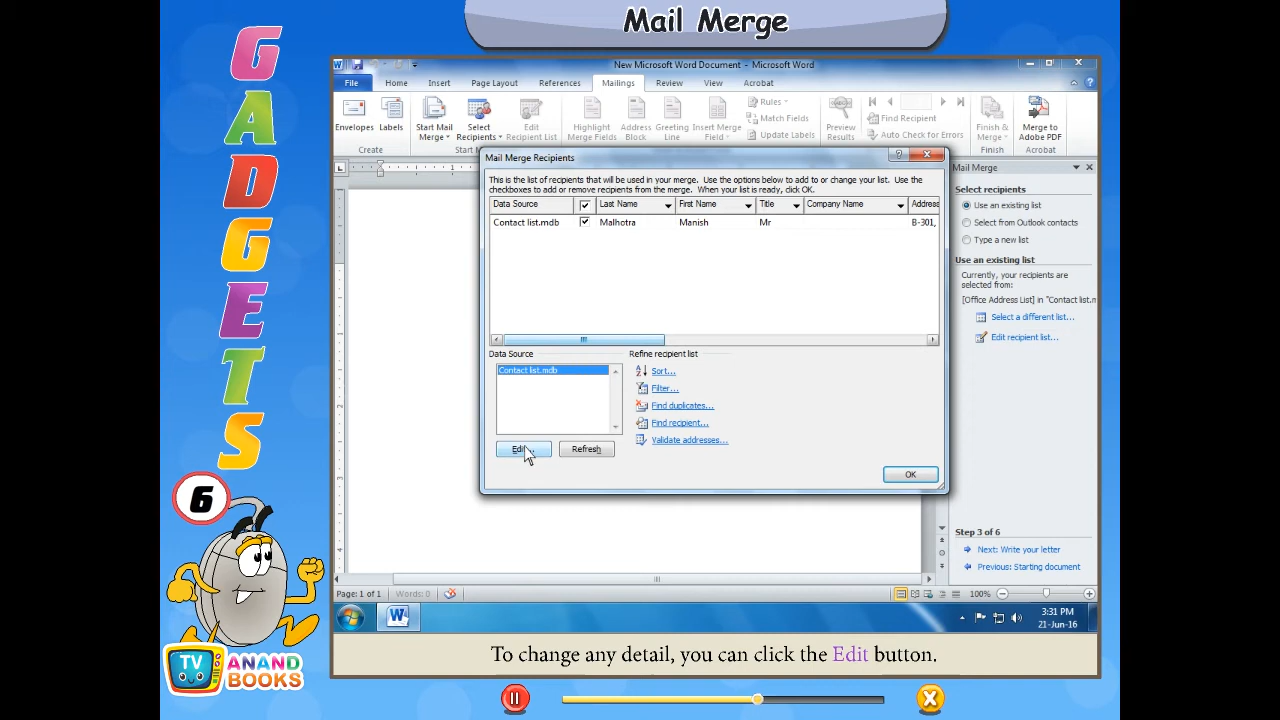 Mail Merge
GADGETS
6
TV
ANAND
BOOKS
New Microsoft Word Document - Microsoft Word
File Home Insert Page Layout References Mailings Review View Acrobat
Envelopes Labels
Create
Start Mail Merge
Select Recipients
Edit Recipient List
Start
Highlight Merge Fields
Address Block
Greeting Line
Insert Merge Field
Rules
Match Fields
Update Labels
Preview Results
Find Recipient
Auto Check for Errors
Finish & Merge
Finish
Merge to Adobe PDF
Acrobat
Mail Merge Recipients
This is the list of recipients that will be used in your merge. Use the options below to add to or change your list. Use the
checkboxes to add or remove recipients from the merge. When your list is ready, click OK.
Data Source Last Name First Name Title Company Name Address
Contact list.mdb Malhotra Manish Mr B-301,
Data Source
Contact list.mdb
Edit...
Refresh
Refine recipient list
Sort...
Filter...
Find duplicates...
Find recipient...
Validate addresses...
OK
Mail Merge
Select recipients
Use an existing list
Select from Outlook contacts
Type a new list
Use an existing list
Currently, your recipients are
selected from:
[Office Address List] in "Contact list.m
Select a different list...
Edit recipient list...
Step 3 of 6
Next: Write your letter
Previous: Starting document
Page: 1 of 1 Words: 0 100%
3:31 PM
21-Jun-16
To change any detail, you can click the Edit button.